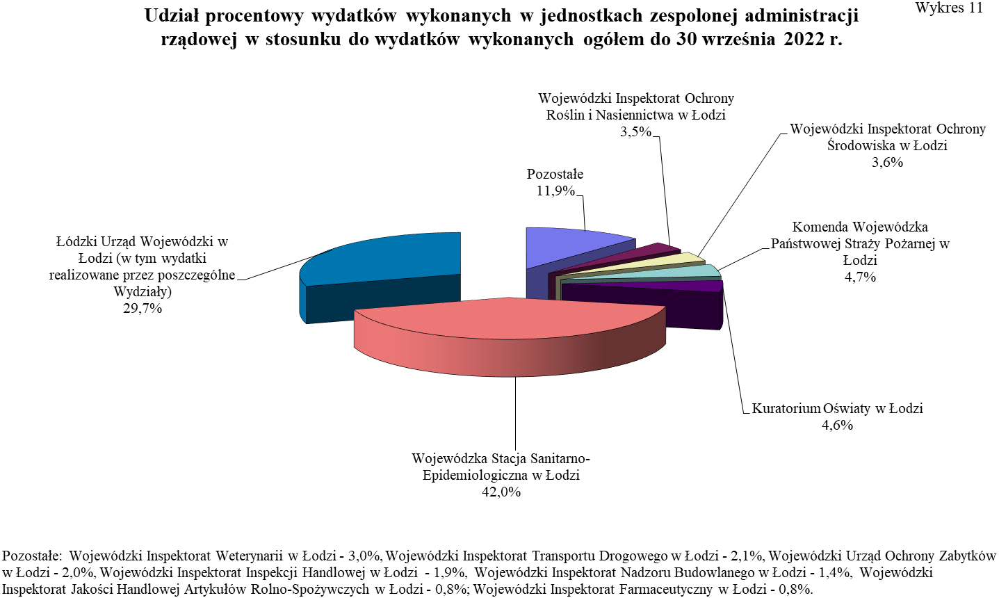 Wykres 11
Udział procentowy wydatków wykonanych w jednostkach zespolonej administracji
rządowej w stosunku do wydatków wykonanych ogółem do 30 września 2022 r.
Wojewódzki Inspektorat Ochrony
Roślin i Nasiennictwa w Łodzi
3,5%
Wojewódzki Inspektorat Ochrony
Środowiska w Łodzi
3,6%
Pozostałe
11,9%
Komenda Wojewódzka
Państwowej Straży Pożarnej w
Łodzi
4,7%
Łódzki Urząd Wojewódzki w
Łodzi (w tym wydatki
realizowane przez poszczególne
Wydziały)
29,7%
Kuratorium Oświaty w Łodzi
4,6%
Wojewódzka Stacja Sanitarno-
Epidemiologiczna w Łodzi
42,0%
Pozostałe: Wojewódzki Inspektorat Weterynarii w Łodzi - 3,0%, Wojewódzki Inspektorat Transportu Drogowego w Łodzi - 2,1%, Wojewódzki Urząd Ochrony Zabytków
w Łodzi - 2,0%, Wojewódzki Inspektorat Inspekcji Handlowej w Łodzi - 1,9%, Wojewódzki Inspektorat Nadzoru Budowlanego w Łodzi - 1,4%, Wojewódzki
Inspektorat Jakości Handlowej Artykułów Rolno-Spożywczych w Łodzi - 0,8%; Wojewódzki Inspektorat Farmaceutyczny w Łodzi - 0,8%.